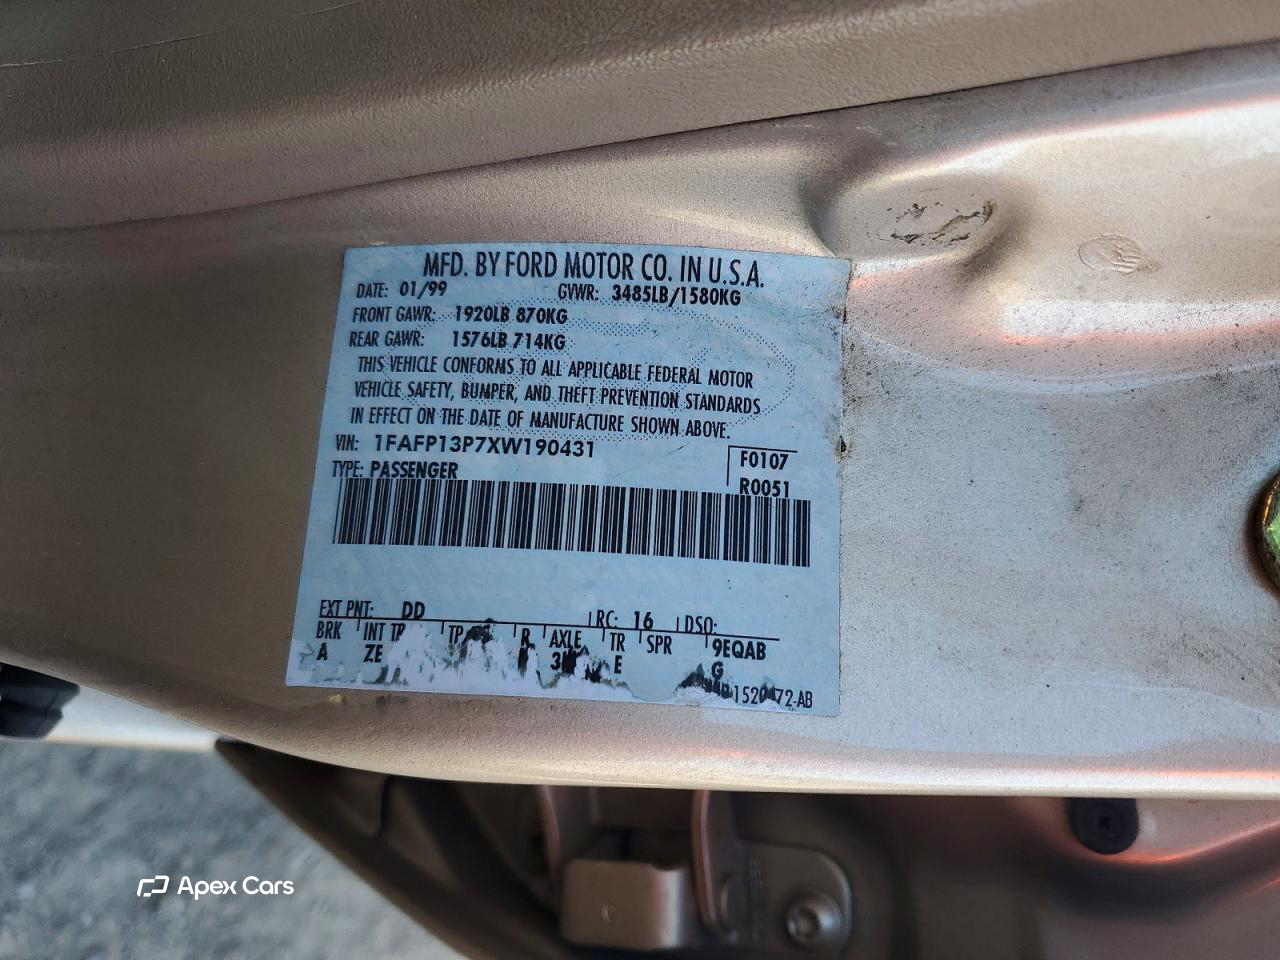 MFD. BY FORD MOTOR CO. IN U.S.A.
DATE: 01/99 GVWR: 3485LB/1580KG
FRONT GAWR: 1920LB 870KG
REAR GAWR: 1576LB 714KG
THIS VEHICLE CONFORMS TO ALL APPLICABLE FEDERAL MOTOR
VEHICLE SAFETY, BUMPER, AND THEFT PREVENTION STANDARDS
IN EFFECT ON THE DATE OF MANUFACTURE SHOWN ABOVE.
VIN: 1FAFP13P7XW190431
F0107
TYPE: PASSENGER
R0051
EXT PNT: DD RC: 16 DSO:
BRK INT TR TP R AXLE TR SPR 9EQAB
A ZE E G
Apex Cars